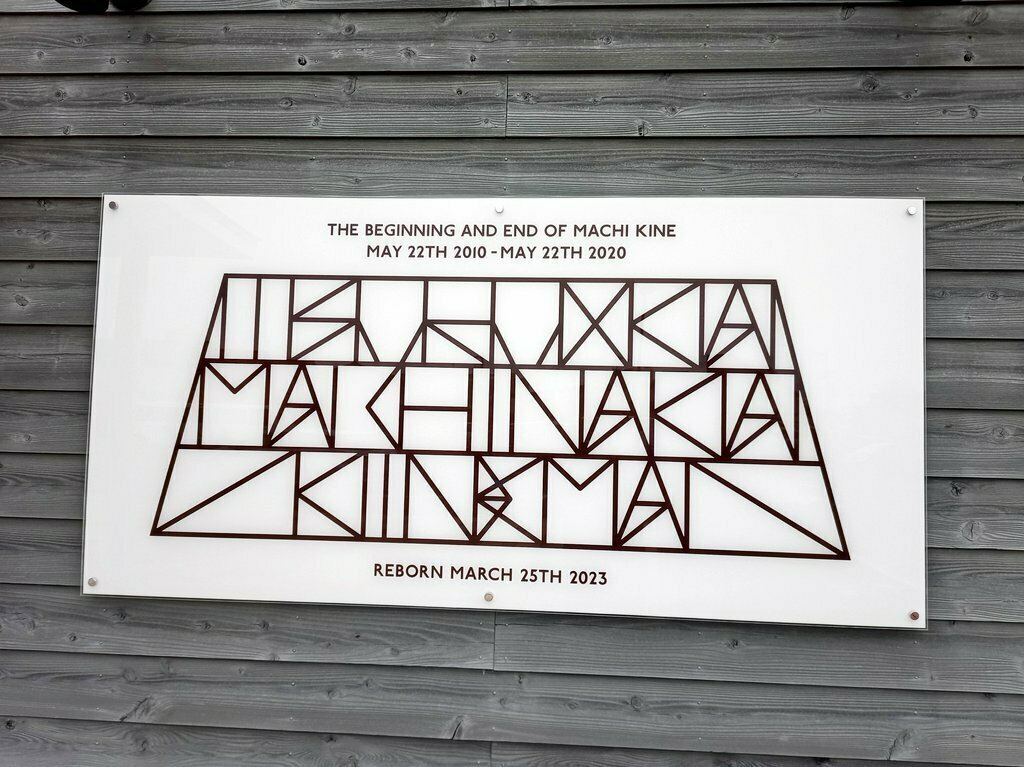 THE BEGINNING AND END OF MACHI KINE
MAY 22TH 2010 - MAY 22TH 2020
TSURUOKA
MACHINAKA
KINEMA
REBORN MARCH 25TH 2023